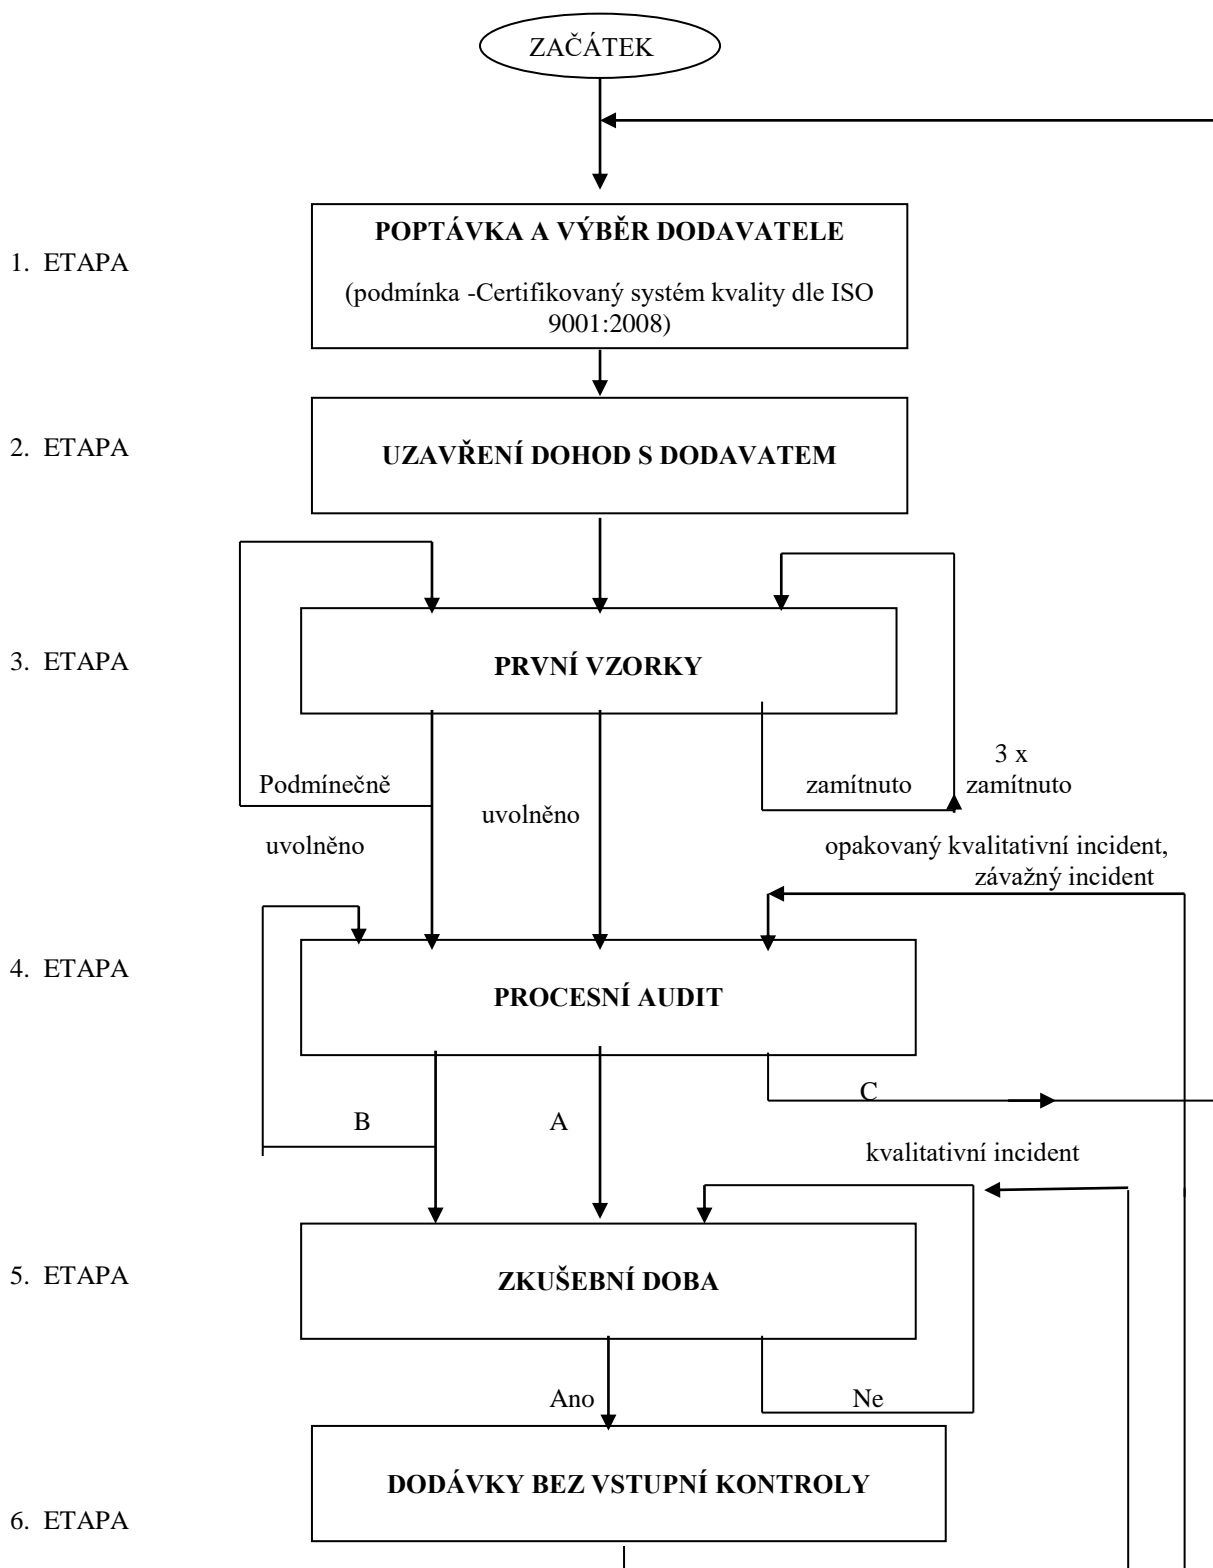 ZAČÁTEK
1. ETAPA
POPTÁVKA A VÝBĚR DODAVATELE
(podmínka -Certifikovaný systém kvality dle ISO
9001:2008)
2. ETAPA
UZAVŘENÍ DOHOD S DODAVATEM
3. ETAPA
PRVNÍ VZORKY
3 x
Podmínečně
zamítnuto
zamítnuto
uvolněno
uvolněno
opakovaný kvalitativní incident,
závažný incident
4. ETAPA
PROCESNÍ AUDIT
C
B
A
kvalitativní incident
5. ETAPA
ZKUŠEBNÍ DOBA
Ano
Ne
DODÁVKY BEZ VSTUPNÍ KONTROLY
6. ETAPA